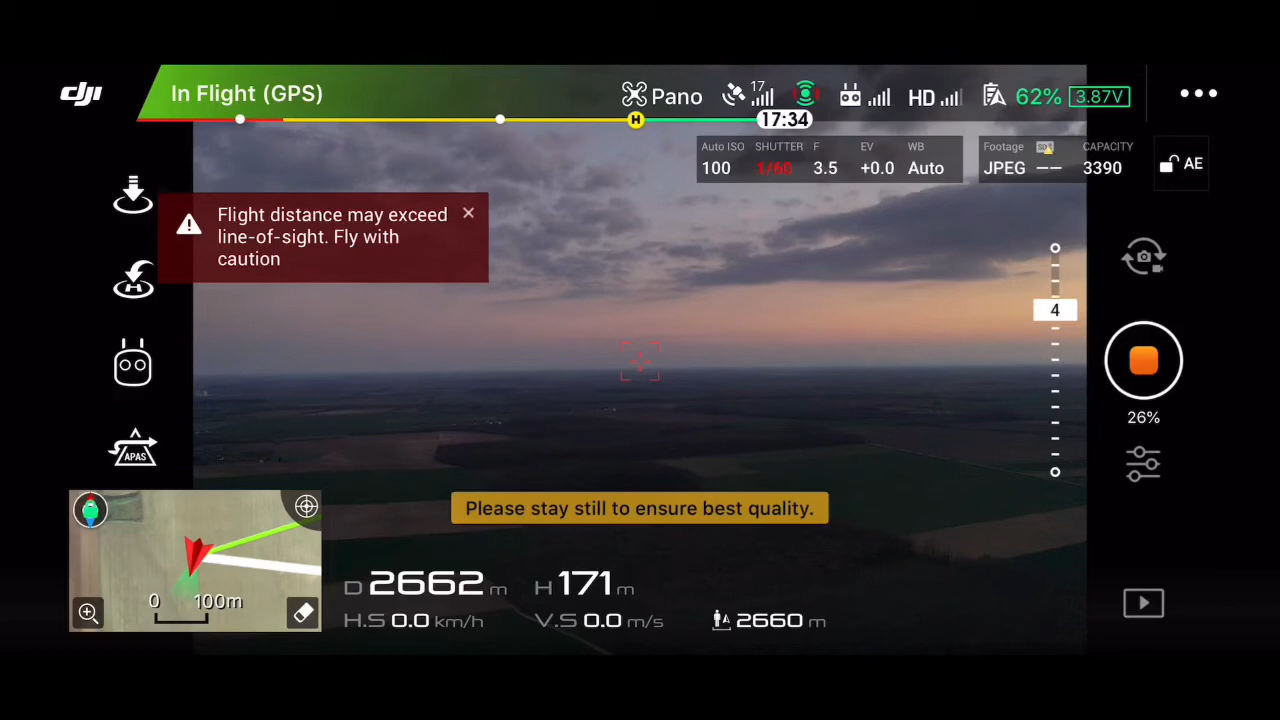 dji
In Flight (GPS)
Pano
17
HD
62%
3.87V
H
17:34
Auto ISO SHUTTER F EV WB
100 1/60 3.5 +0.0 Auto
Footage CAPACITY
JPEG —— 3390
AE
Flight distance may exceed
line-of-sight. Fly with
caution
4
26%
APAS
Please stay still to ensure best quality.
0 100m
D 2662 m H 171 m
H.S 0.0 km/h V.S 0.0 m/s 2660 m